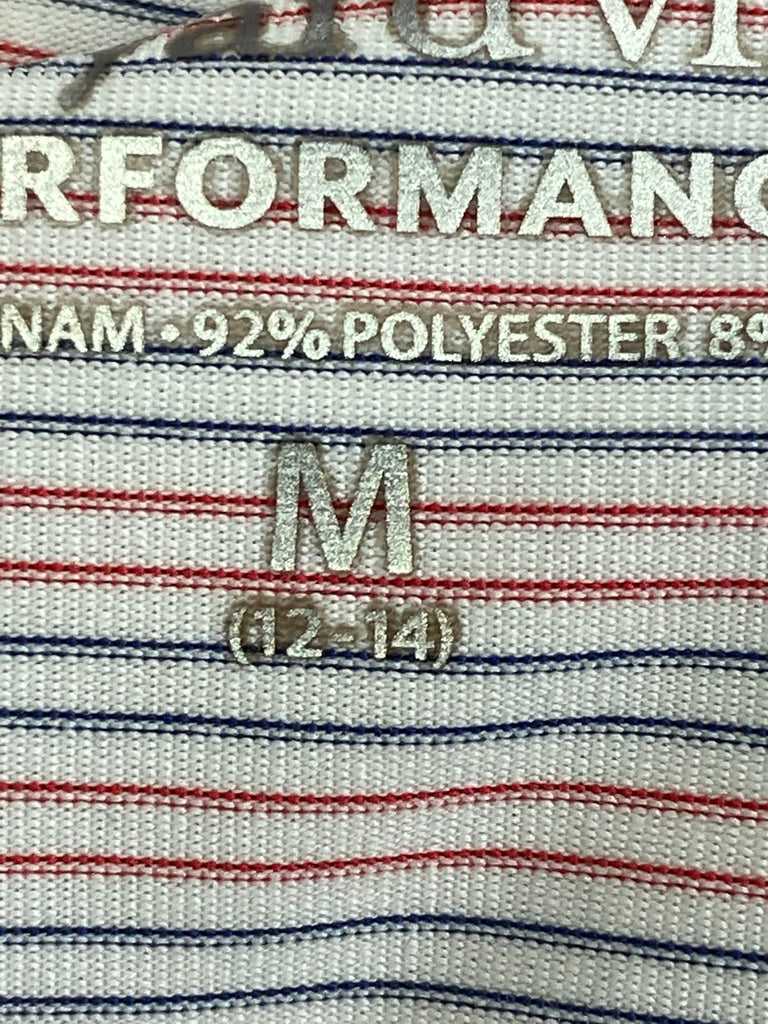 RFORMANC
NAM • 92% POLYESTER 8%
M
(12-14)